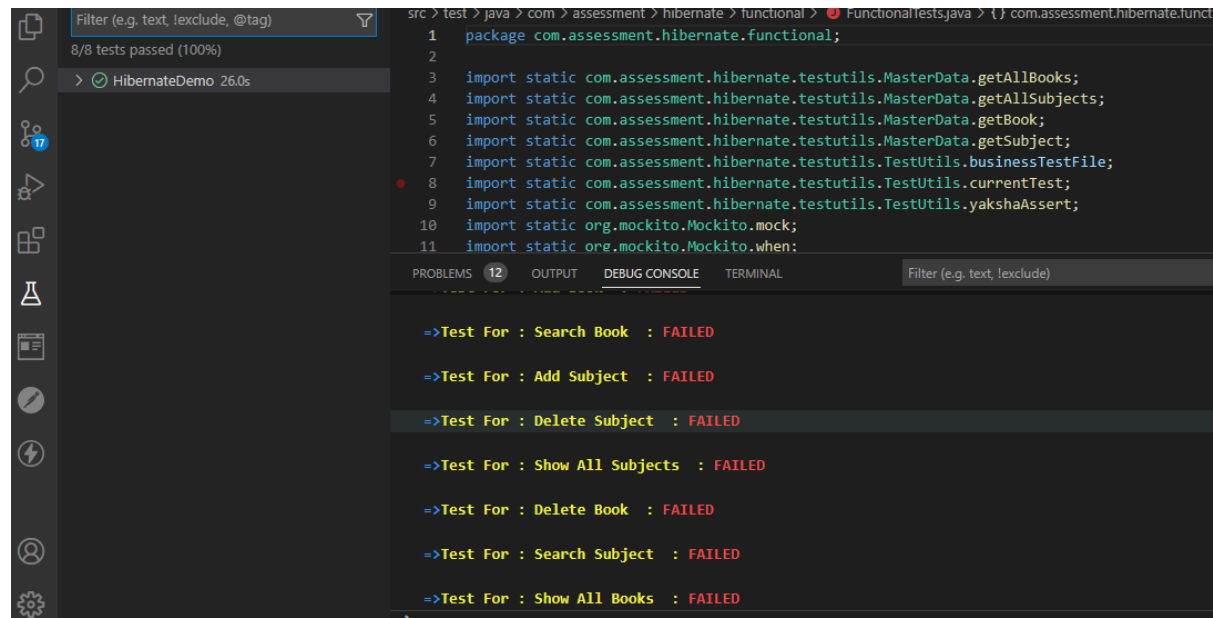 Filter (e.g. text, !exclude, @tag)
8/8 tests passed (100%)
HibernateDemo 26.0s
17
src > test > java > com > assessment > hibernate > functional > FunctionalTests.java > {} com.assessment.hibernate.funct
1 package com.assessment.hibernate.functional;
2
3 import static com.assessment.hibernate.testutils.MasterData.getAllBooks;
4 import static com.assessment.hibernate.testutils.MasterData.getAllSubjects;
5 import static com.assessment.hibernate.testutils.MasterData.getBook;
6 import static com.assessment.hibernate.testutils.MasterData.getSubject;
7 import static com.assessment.hibernate.testutils.TestUtils.businessTestFile;
8 import static com.assessment.hibernate.testutils.TestUtils.currentTest;
9 import static com.assessment.hibernate.testutils.TestUtils.yakshaAssert;
10 import static org.mockito.Mockito.mock;
11 import static org.mockito.Mockito.when;
PROBLEMS 12 OUTPUT DEBUG CONSOLE TERMINAL Filter (e.g. text, !exclude)
=>Test For : Search Book : FAILED
=>Test For : Add Subject : FAILED
=>Test For : Delete Subject : FAILED
=>Test For : Show All Subjects : FAILED
=>Test For : Delete Book : FAILED
=>Test For : Search Subject : FAILED
=>Test For : Show All Books : FAILED